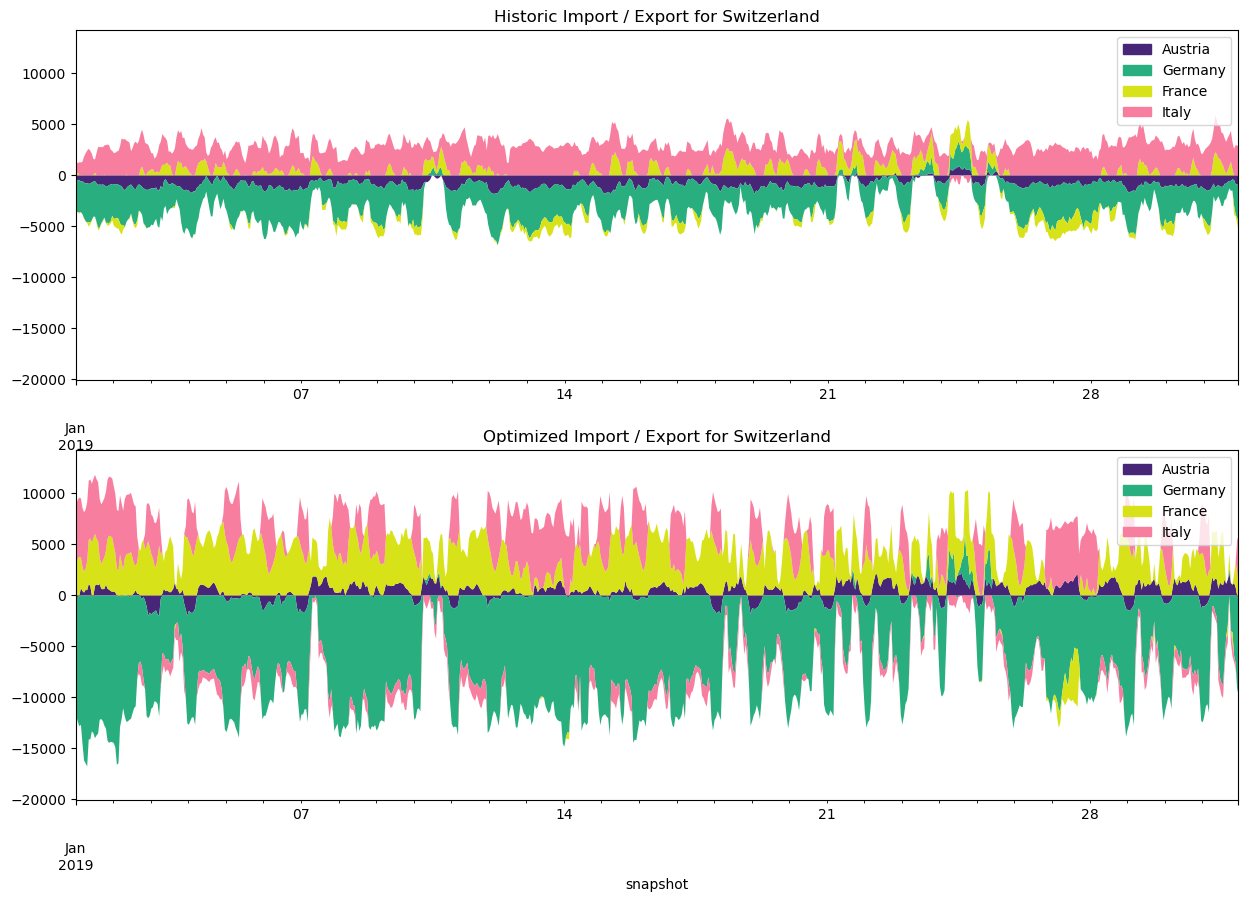 Historic Import / Export for Switzerland
10000
5000
0
−5000
−10000
−15000
−20000
Austria
Germany
France
Italy
07
14
21
28
Jan
2019
Optimized Import / Export for Switzerland
10000
5000
0
−5000
−10000
−15000
−20000
Austria
Germany
France
Italy
07
14
21
28
Jan
2019
snapshot